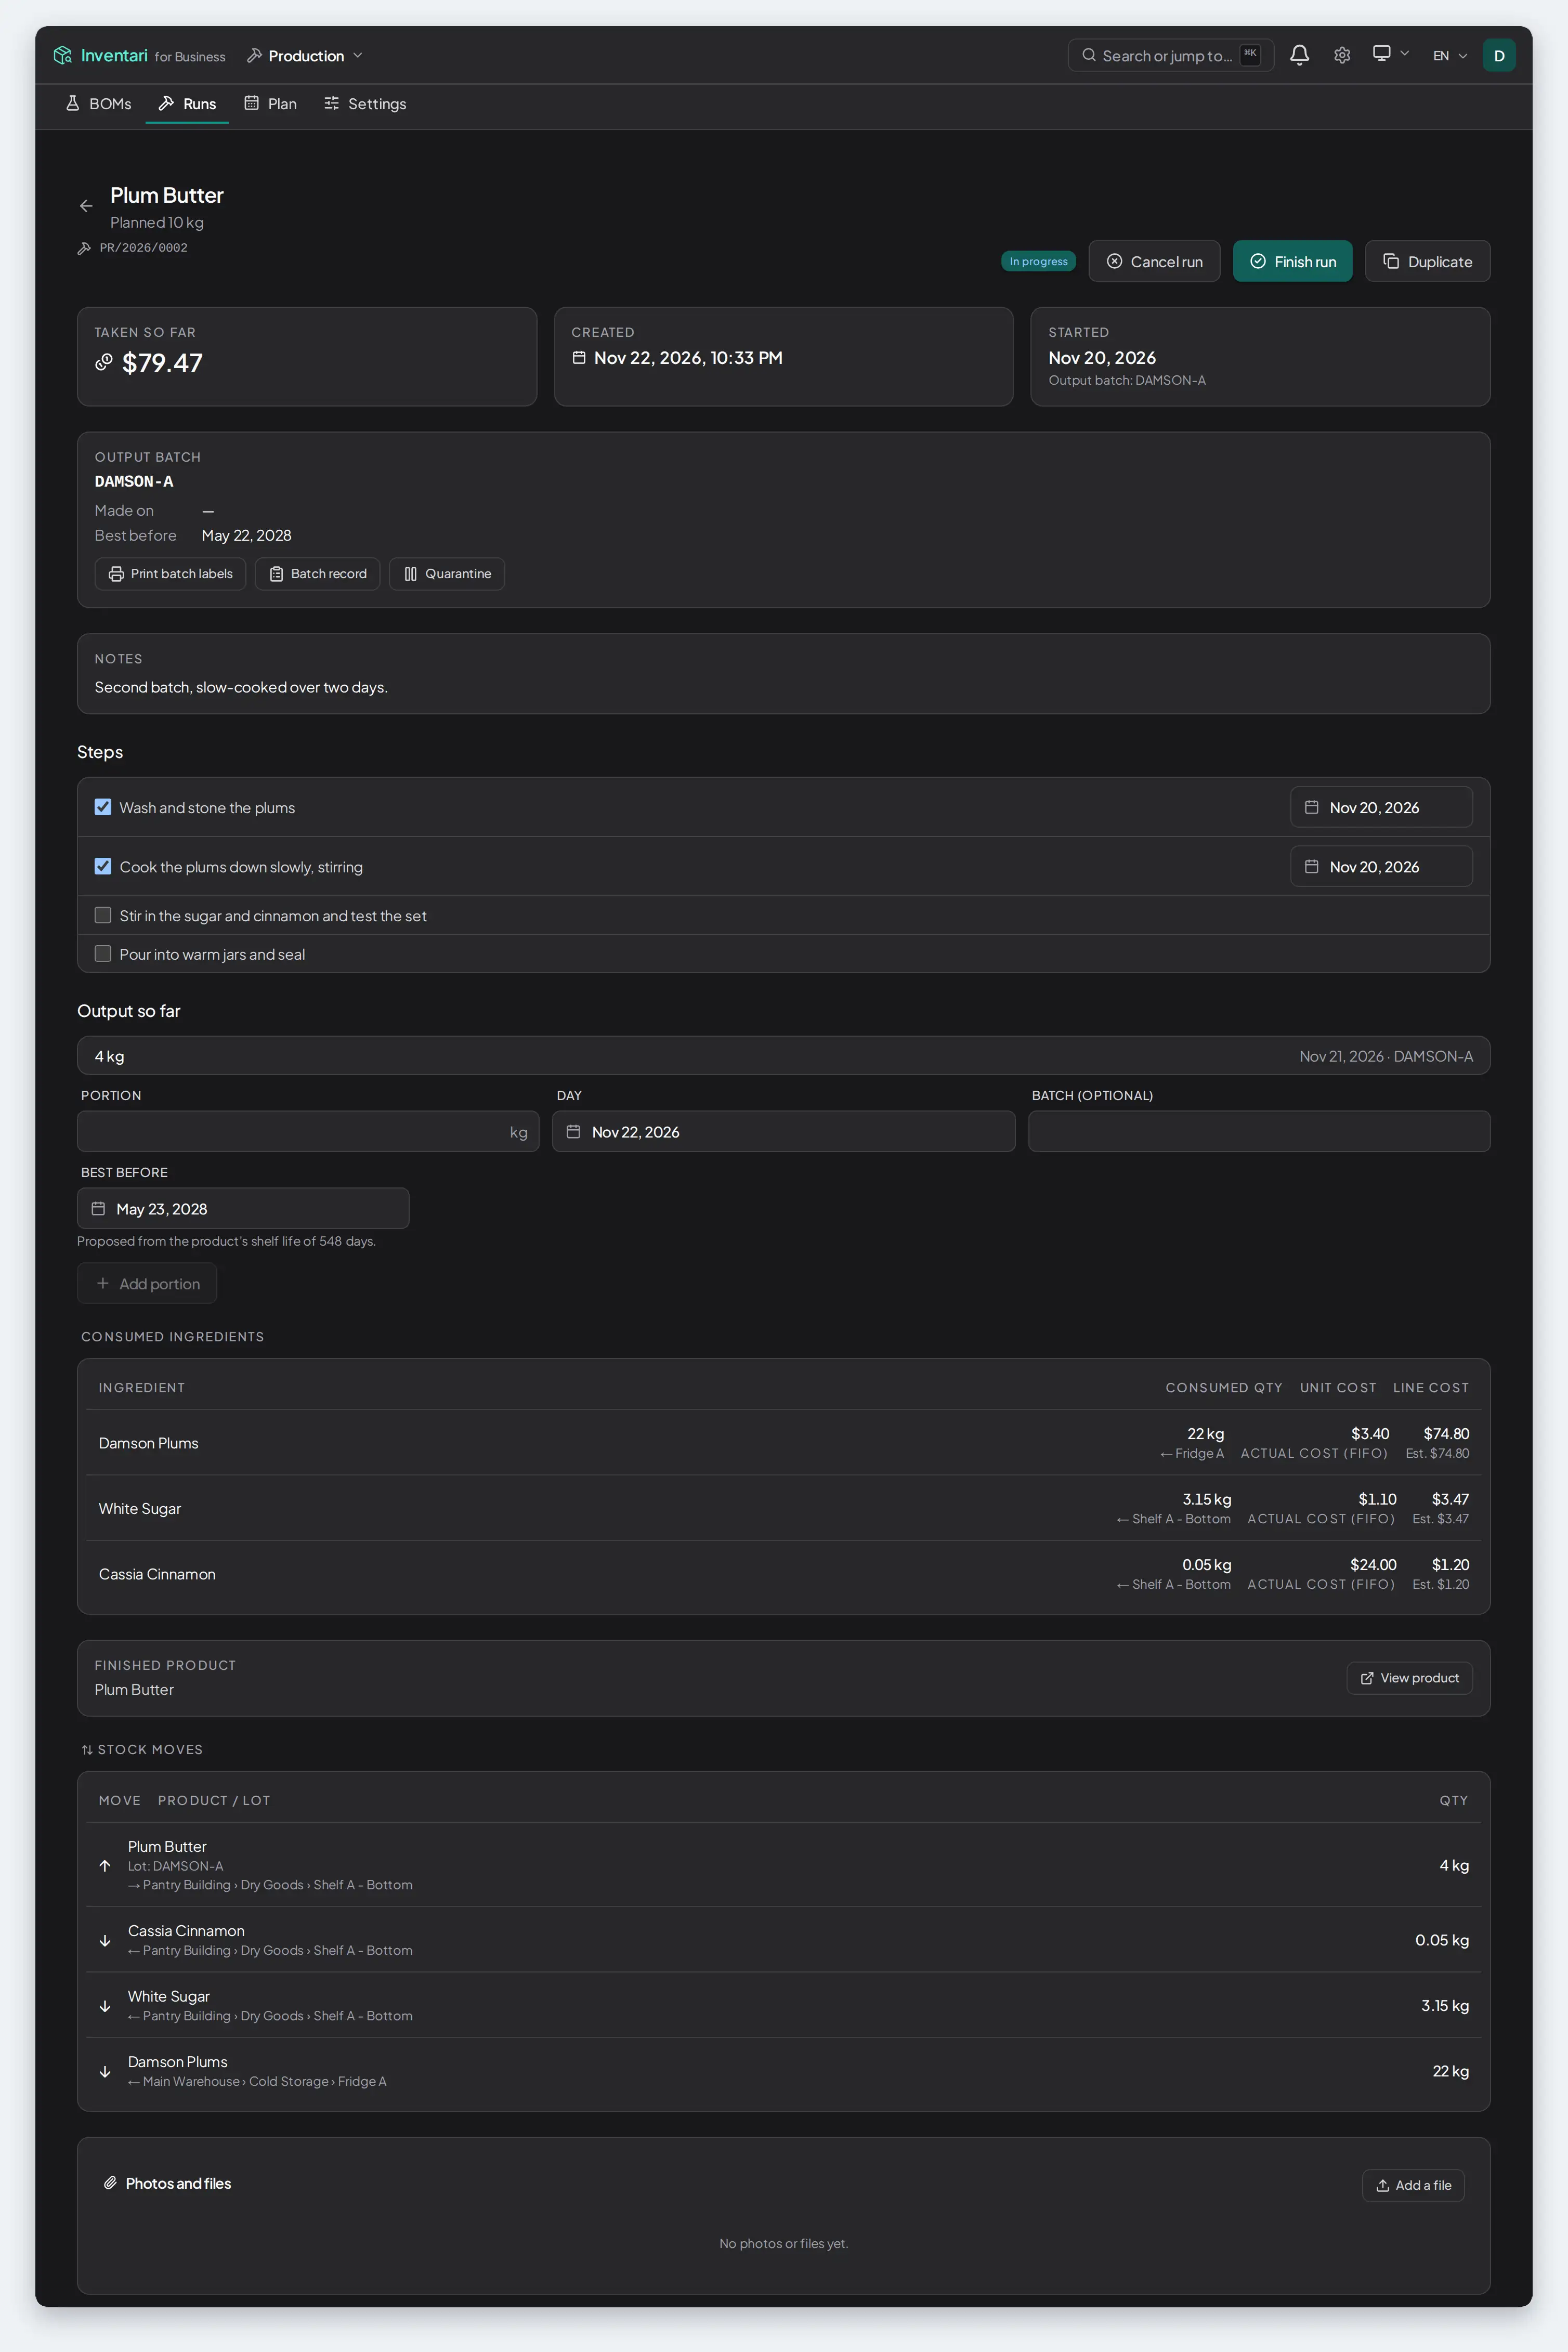 Inventari for Business Production Search or jump to... ⌘K EN D
BOMs Runs Plan Settings
Plum Butter
Planned 10 kg
PR/2026/0002
In progress Cancel run Finish run Duplicate
TAKEN SO FAR
$79.47
CREATED
Nov 22, 2026, 10:33 PM
STARTED
Nov 20, 2026
Output batch: DAMSON-A
OUTPUT BATCH
DAMSON-A
Made on —
Best before May 22, 2028
Print batch labels Batch record Quarantine
NOTES
Second batch, slow-cooked over two days.
Steps
Wash and stone the plums Nov 20, 2026
Cook the plums down slowly, stirring Nov 20, 2026
Stir in the sugar and cinnamon and test the set
Pour into warm jars and seal
Output so far
4 kg Nov 21, 2026 · DAMSON-A
PORTION DAY BATCH (OPTIONAL)
kg Nov 22, 2026
BEST BEFORE
May 23, 2028
Proposed from the product's shelf life of 548 days.
+ Add portion
CONSUMED INGREDIENTS
INGREDIENT CONSUMED QTY UNIT COST LINE COST
Damson Plums 22 kg $3.40 $74.80
← Fridge A ACTUAL COST (FIFO) Est. $74.80
White Sugar 3.15 kg $1.10 $3.47
← Shelf A - Bottom ACTUAL COST (FIFO) Est. $3.47
Cassia Cinnamon 0.05 kg $24.00 $1.20
← Shelf A - Bottom ACTUAL COST (FIFO) Est. $1.20
FINISHED PRODUCT
Plum Butter
View product
STOCK MOVES
MOVE PRODUCT / LOT QTY
Plum Butter
Lot: DAMSON-A
→ Pantry Building › Dry Goods › Shelf A - Bottom
4 kg
Cassia Cinnamon
← Pantry Building › Dry Goods › Shelf A - Bottom
0.05 kg
White Sugar
← Pantry Building › Dry Goods › Shelf A - Bottom
3.15 kg
Damson Plums
← Main Warehouse › Cold Storage › Fridge A
22 kg
Photos and files Add a file
No photos or files yet.